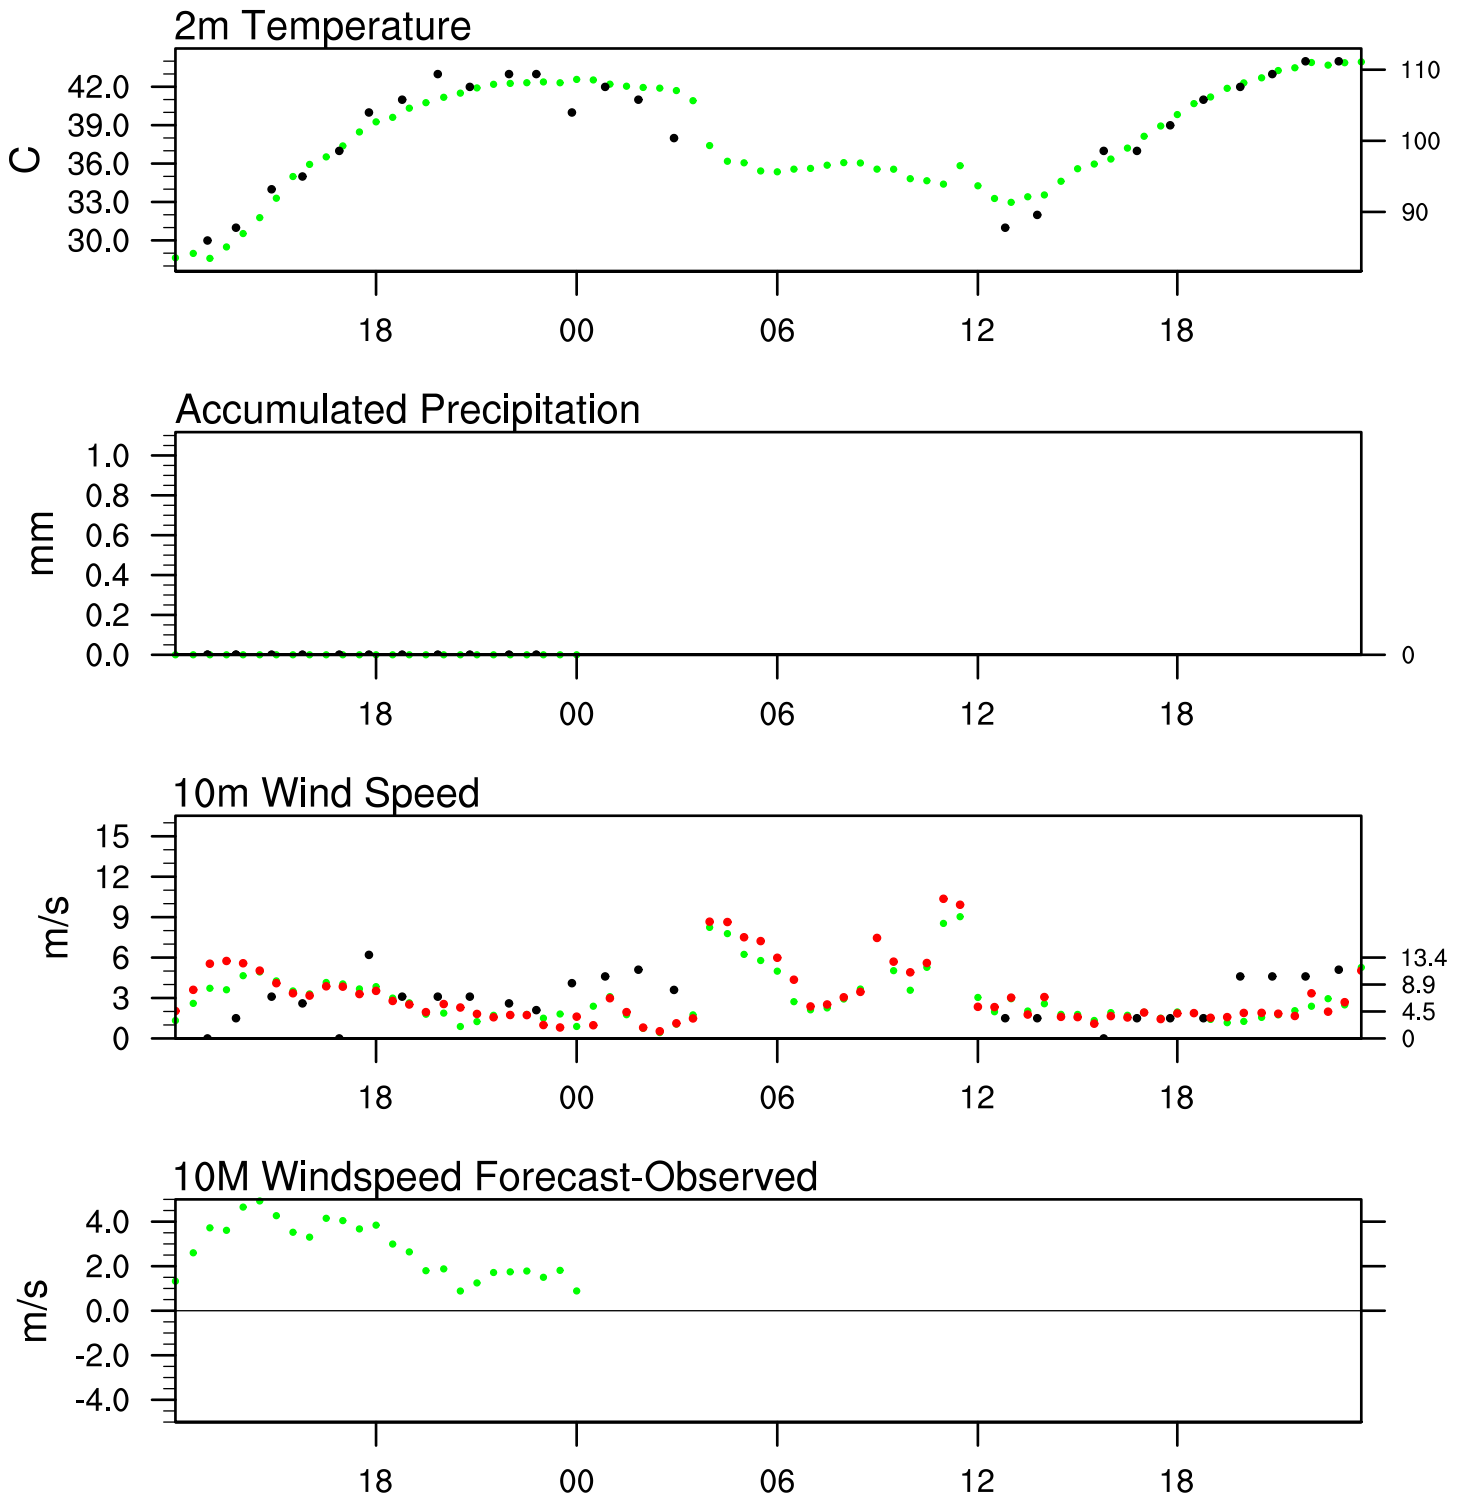 2m Temperature
C
42.0
39.0
36.0
33.0
30.0
110
100
90
18 00 06 12 18
Accumulated Precipitation
mm
1.0
0.8
0.6
0.4
0.2
0.0
0
18 00 06 12 18
10m Wind Speed
m/s
15
12
9
6
3
0
13.4
8.9
4.5
0
18 00 06 12 18
10M Windspeed Forecast-Observed
m/s
4.0
2.0
0.0
-2.0
-4.0
18 00 06 12 18